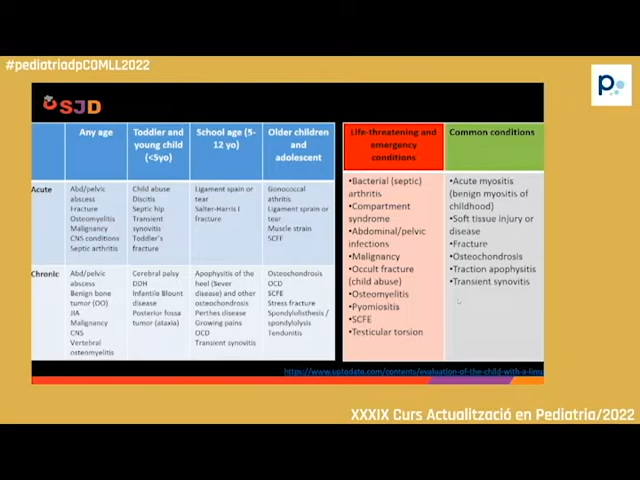 #pediatriadpCOMLL2022
p
SJD
Any age
Toddler and
young child
(<5yo)
School age (5-
12 yo)
Older children
and
adolescent
Acute
Abd/pelvic
abscess
Fracture
Osteomyelitis
Malignancy
CNS conditions
Septic arthritis
Child abuse
Discitis
Septic hip
Transient
synovitis
Toddler's
fracture
Ligament spain or
tear
Salter-Harris I
fracture
Gonococcal
athritis
Ligament sprain or
tear
Muscle strain
SCFF
Chronic
Abd/pelvic
abscess
Benign bone
tumor (OO)
JIA
Malignancy
CNS
Vertebral
osteomyelitis
Cerebral palsy
DDH
Infantile Blount
disease
Posterior fossa
tumor (ataxia)
Apophysitis of the
heel (Sever
disease) and other
osteochondrosis
Perthes disease
Growing pains
OCD
Transient synovitis
Osteochondrosis
OCD
SCFE
Stress fracture
Spondylolisthesis /
spondylolysis
Tendunitis
Life-threatening and
emergency
conditions
•Bacterial (septic)
arthritis
•Compartment
syndrome
•Abdominal/pelvic
infections
•Malignancy
•Occult fracture
(child abuse)
•Osteomyelitis
•Pyomiositis
•SCFE
•Testicular torsion
Common conditions
•Acute myositis
(benign myositis of
childhood)
•Soft tissue injury or
disease
•Fracture
•Osteochondrosis
•Traction apophysitis
•Transient synovitis
https://www.uptodate.com/contents/evaluation-of-the-child-with-a-limp
XXXIX Curs Actualització en Pediatria/2022